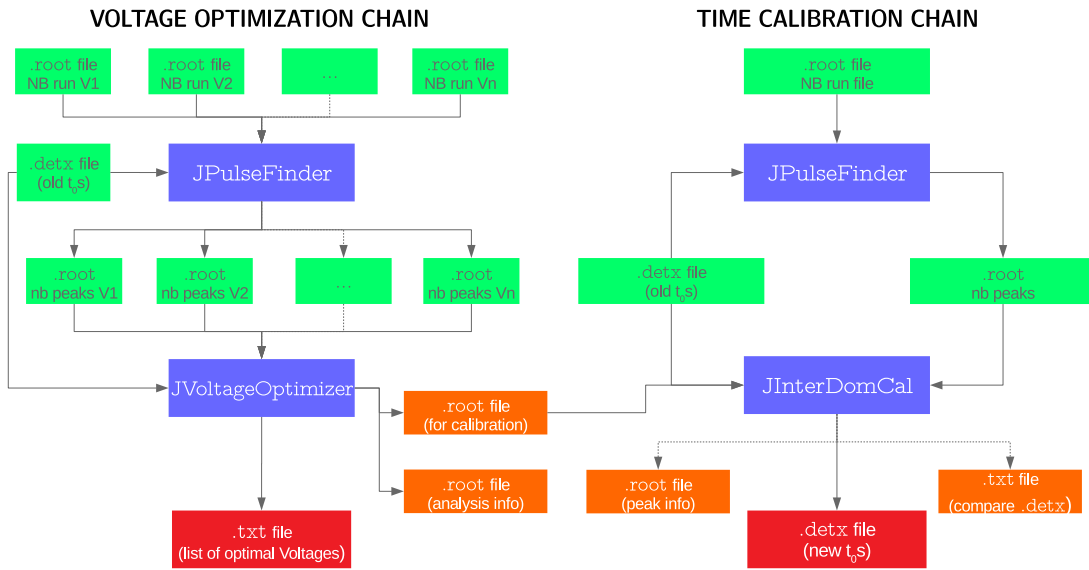 VOLTAGE OPTIMIZATION CHAIN
TIME CALIBRATION CHAIN
.root file
NB run V1
.root file
NB run V2
...
.root file
NB run Vn
.root file
NB run file
.detx file
(old t0s)
JPulseFinder
JPulseFinder
.root
nb peaks V1
.root
nb peaks V2
...
.root
nb peaks Vn
.detx file
(old t0s)
.root
nb peaks
JVoltageOptimizer
JInterDomCal
.root file
(for calibration)
.root file
(analysis info)
.root file
(peak info)
.txt file
(compare .detx)
.txt file
(list of optimal Voltages)
.detx file
(new t0s)